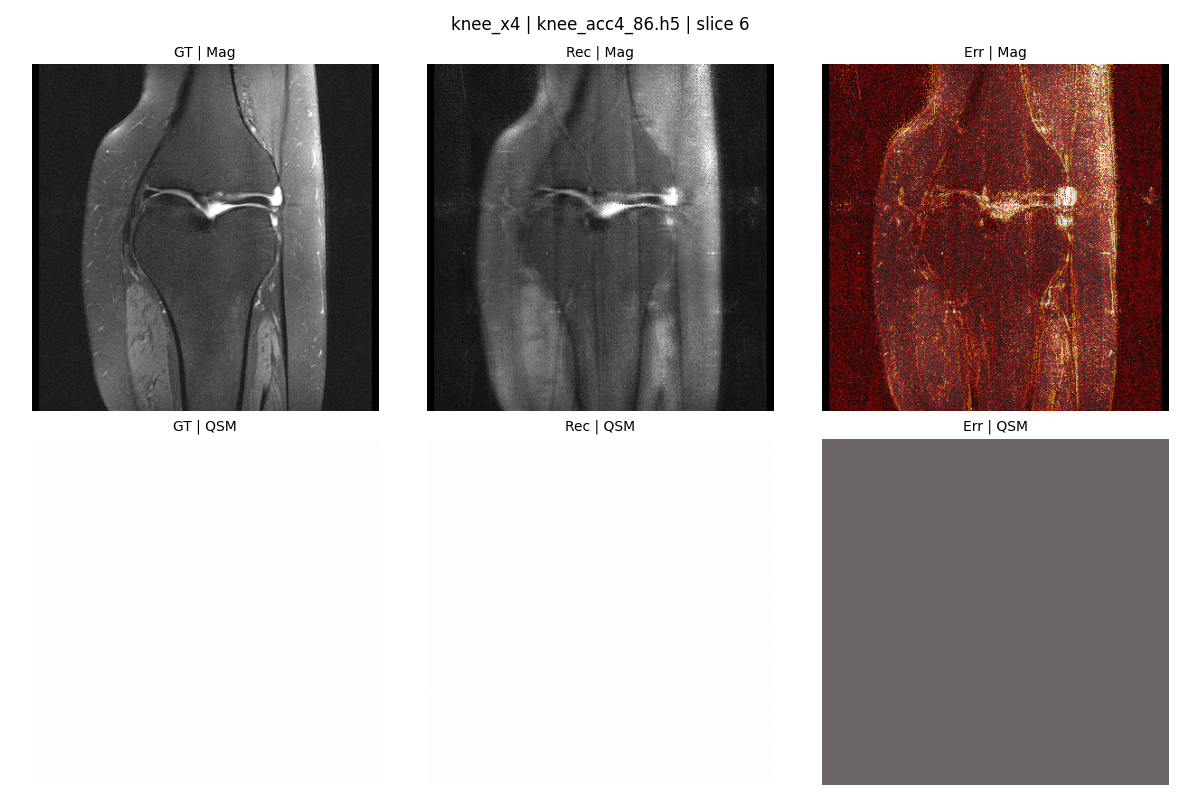 knee_x4 | knee_acc4_86.h5 | slice 6
GT | Mag
Rec | Mag
Err | Mag
GT | QSM
Rec | QSM
Err | QSM